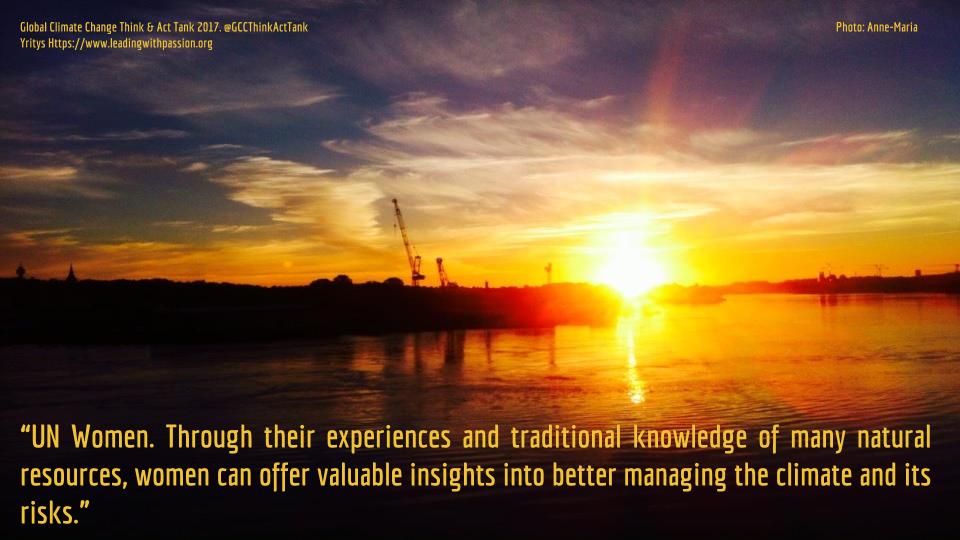 Global Climate Change Think & Act Tank 2017. @GCCThinkActTank
Yritys Https://www.leadingwithpassion.org
Photo: Anne-Maria
“UN Women. Through their experiences and traditional knowledge of many natural
resources, women can offer valuable insights into better managing the climate and its
risks.”